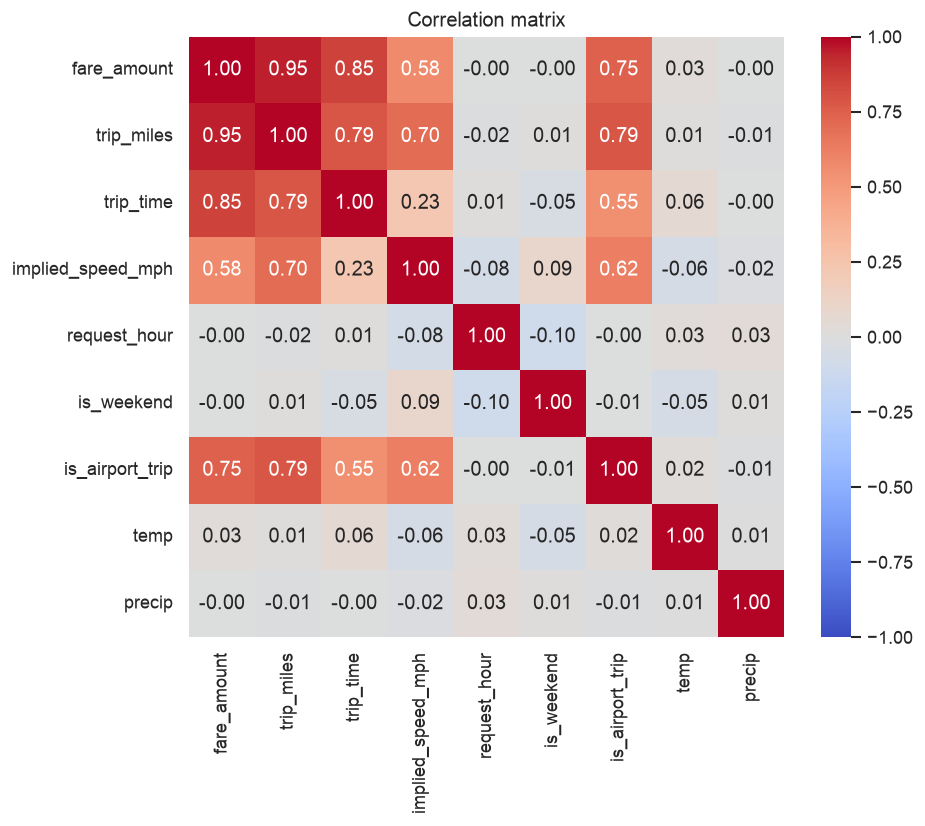 Correlation matrix
fare_amount 1.00 0.95 0.85 0.58 -0.00 -0.00 0.75 0.03 -0.00
trip_miles 0.95 1.00 0.79 0.70 -0.02 0.01 0.79 0.01 -0.01
trip_time 0.85 0.79 1.00 0.23 0.01 -0.05 0.55 0.06 -0.00
implied_speed_mph 0.58 0.70 0.23 1.00 -0.08 0.09 0.62 -0.06 -0.02
request_hour -0.00 -0.02 0.01 -0.08 1.00 -0.10 -0.00 0.03 0.03
is_weekend -0.00 0.01 -0.05 0.09 -0.10 1.00 -0.01 -0.05 0.01
is_airport_trip 0.75 0.79 0.55 0.62 -0.00 -0.01 1.00 0.02 -0.01
temp 0.03 0.01 0.06 -0.06 0.03 -0.05 0.02 1.00 0.01
precip -0.00 -0.01 -0.00 -0.02 0.03 0.01 -0.01 0.01 1.00
fare_amount
trip_miles
trip_time
implied_speed_mph
request_hour
is_weekend
is_airport_trip
temp
precip
1.00
0.75
0.50
0.25
0.00
−0.25
−0.50
−0.75
−1.00